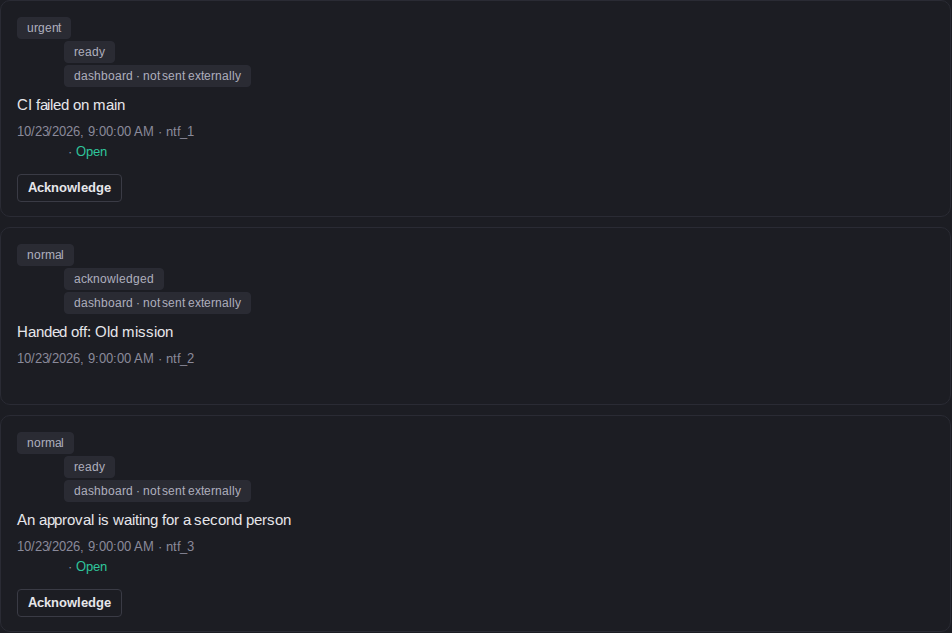 urgent
ready
dashboard · not sent externally
CI failed on main
10/23/2026, 9:00:00 AM · ntf_1
· Open
Acknowledge
normal
acknowledged
dashboard · not sent externally
Handed off: Old mission
10/23/2026, 9:00:00 AM · ntf_2
normal
ready
dashboard · not sent externally
An approval is waiting for a second person
10/23/2026, 9:00:00 AM · ntf_3
· Open
Acknowledge